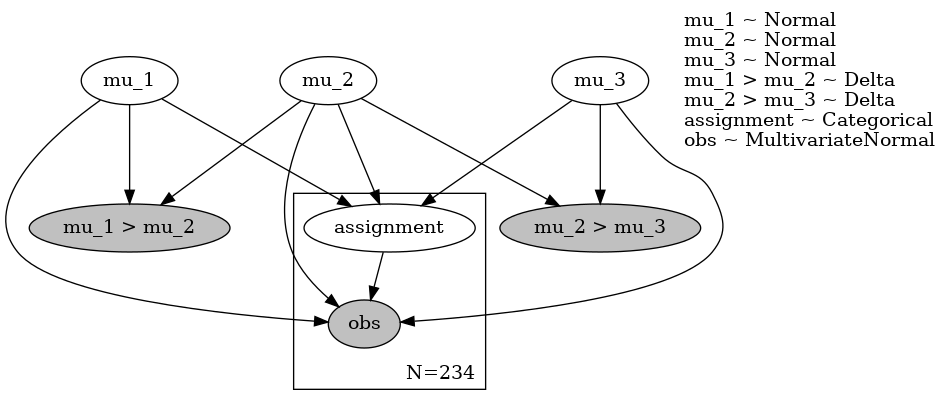 mu_1 ~ Normal
mu_2 ~ Normal
mu_3 ~ Normal
mu_1 > mu_2 ~ Delta
mu_2 > mu_3 ~ Delta
assignment ~ Categorical
obs ~ MultivariateNormal
mu_1
mu_2
mu_3
mu_1 > mu_2
assignment
mu_2 > mu_3
obs
N=234